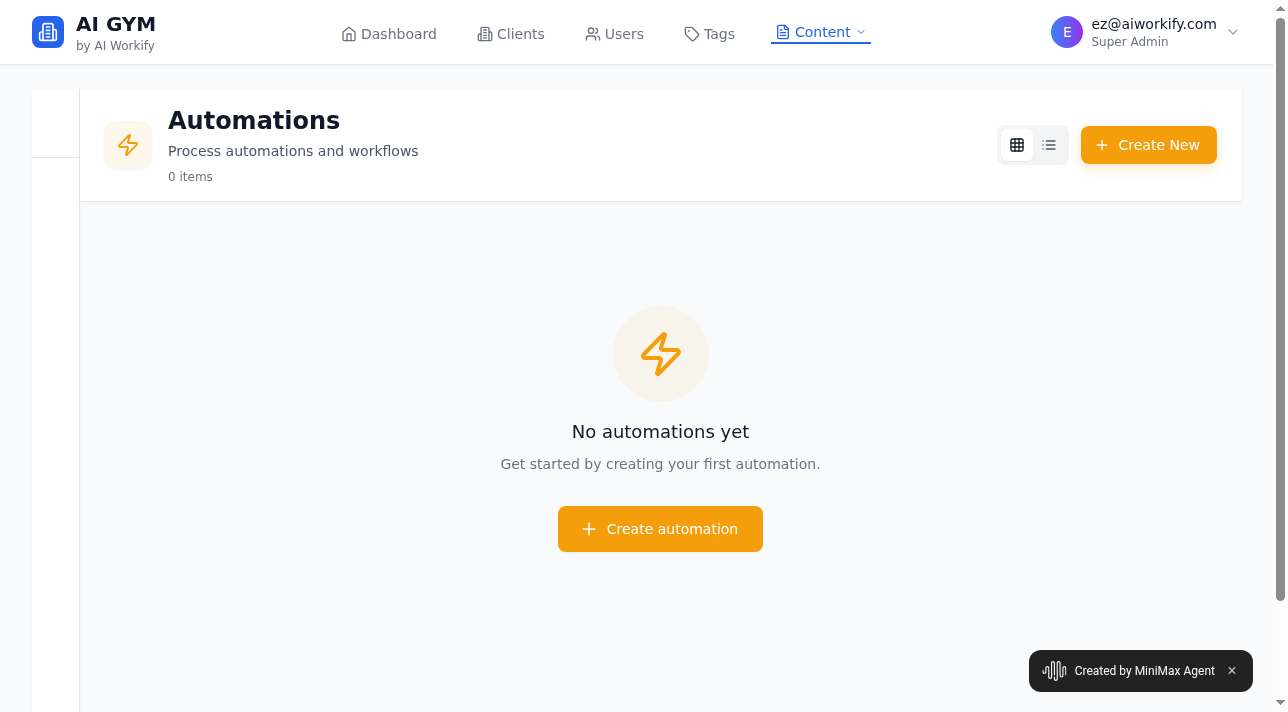 AI GYM
by AI Workify
Dashboard
Clients
Users
Tags
Content
E
ez@aiworkify.com
Super Admin
Automations
Process automations and workflows
0 items
Create New
No automations yet
Get started by creating your first automation.
Create automation
Created by MiniMax Agent